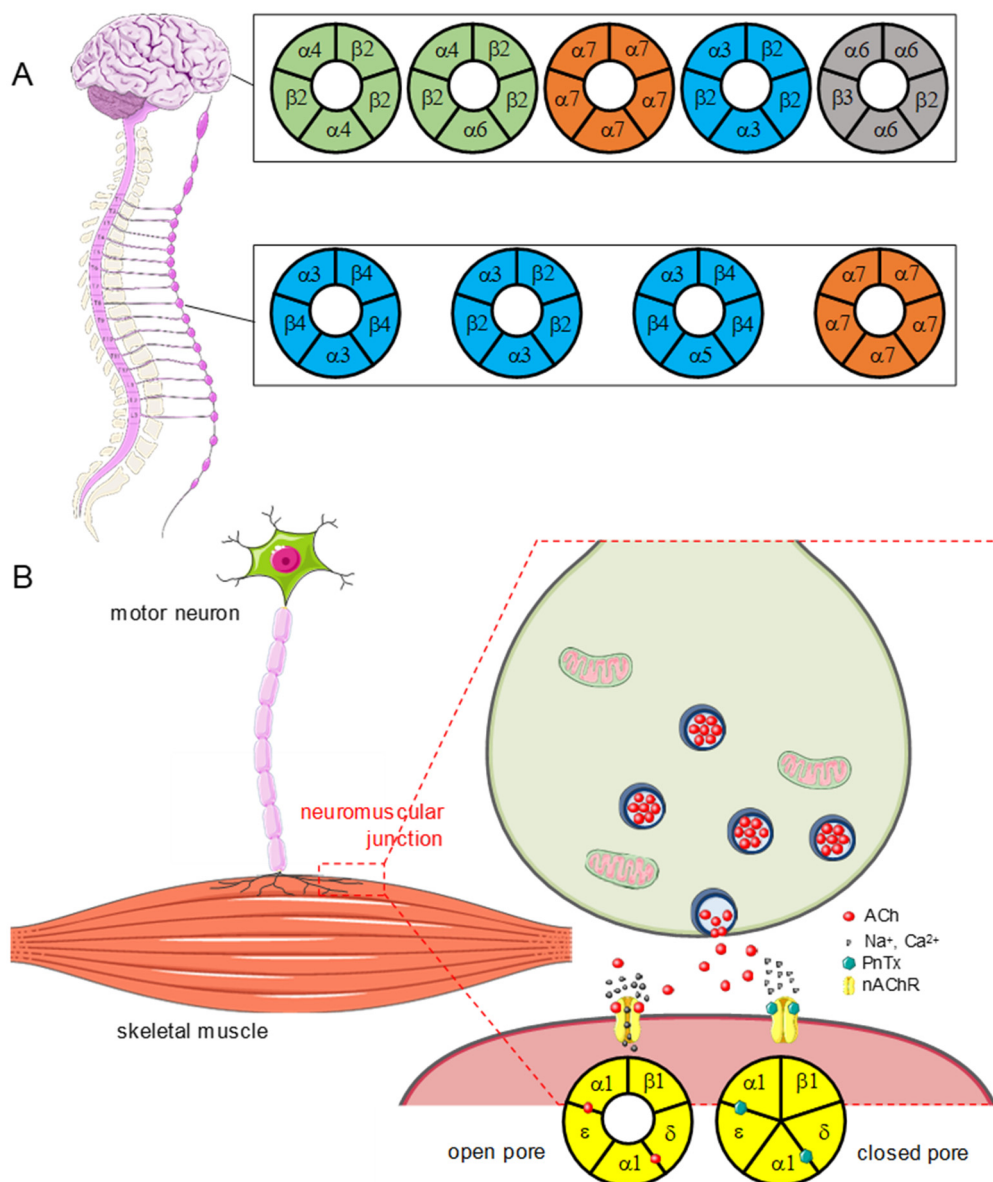 A
α4 β2 β2 α4 β2
α4 β2 β2 α6 β2
α7 α7 α7 α7 α7
α3 β2 β2 α3 β2
α6 α6 β2 α6 β3
α3 β4 β4 α3 β4
α3 β2 β2 α3 β2
α3 β4 β4 α5 β4
α7 α7 α7 α7 α7
B
motor neuron
neuromuscular
junction
skeletal muscle
ACh
Na⁺, Ca²⁺
PnTx
nAChR
α1 β1 δ α1 ε
open pore
α1 β1 δ α1 ε
closed pore